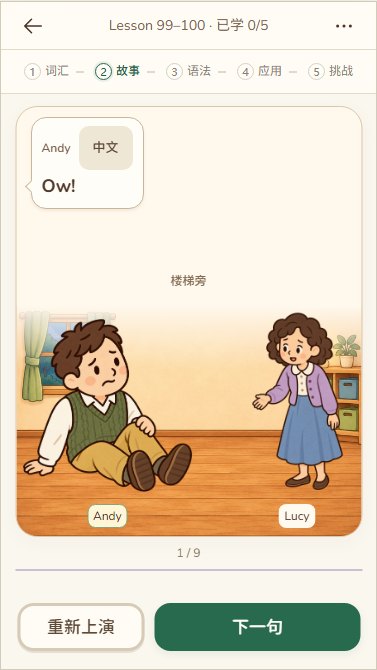 Lesson 99–100 · 已学 0/5
1 词汇 – 2 故事 – 3 语法 – 4 应用 – 5 挑战
Andy 中文
Ow!
楼梯旁
Andy Lucy
1 / 9
重新上演 下一句